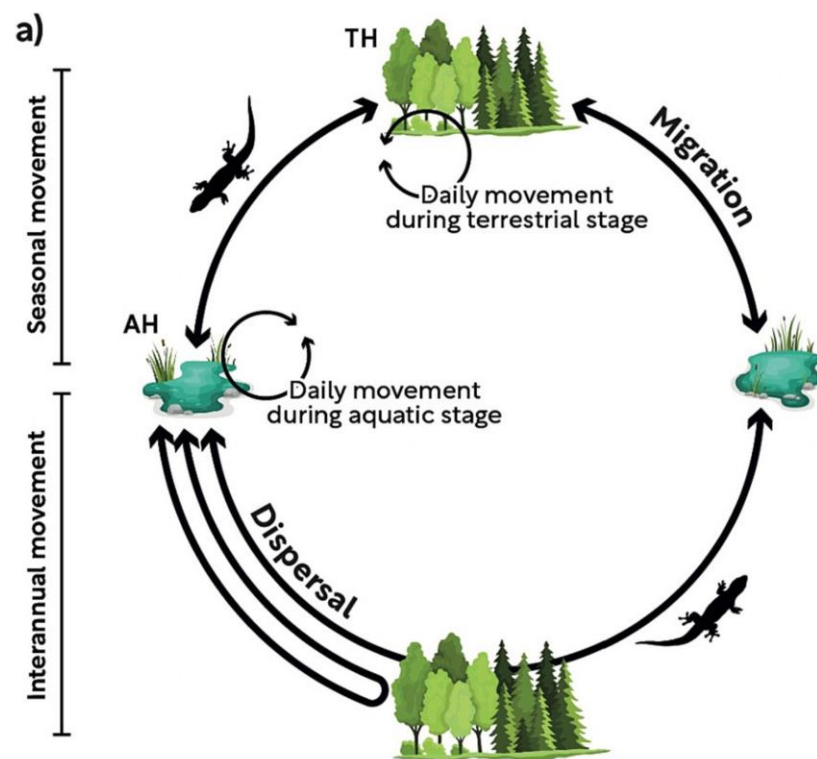 a)
TH
Seasonal movement
Migration
Daily movement
during terrestrial stage
AH
Daily movement
during aquatic stage
Interannual movement
Dispersal